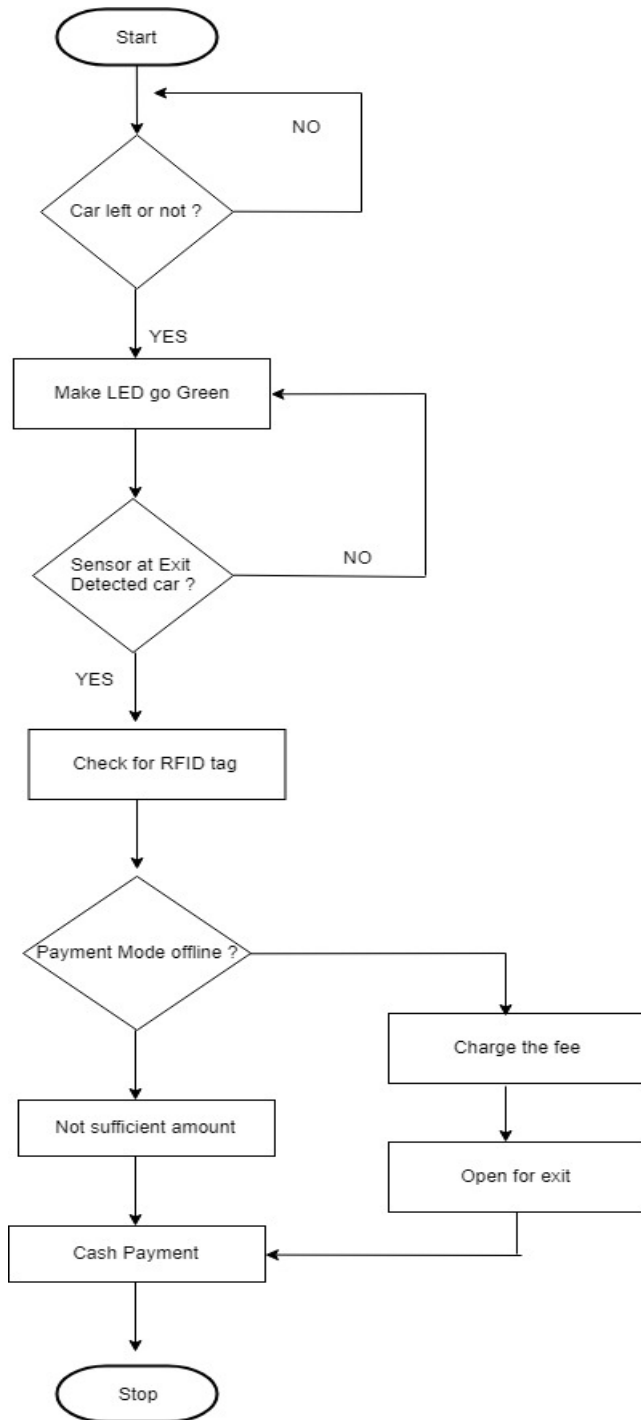 Start
NO
Car left or not ?
YES
Make LED go Green
Sensor at Exit
Detected car ?
NO
YES
Check for RFID tag
Payment Mode offline ?
Charge the fee
Not sufficient amount
Open for exit
Cash Payment
Stop